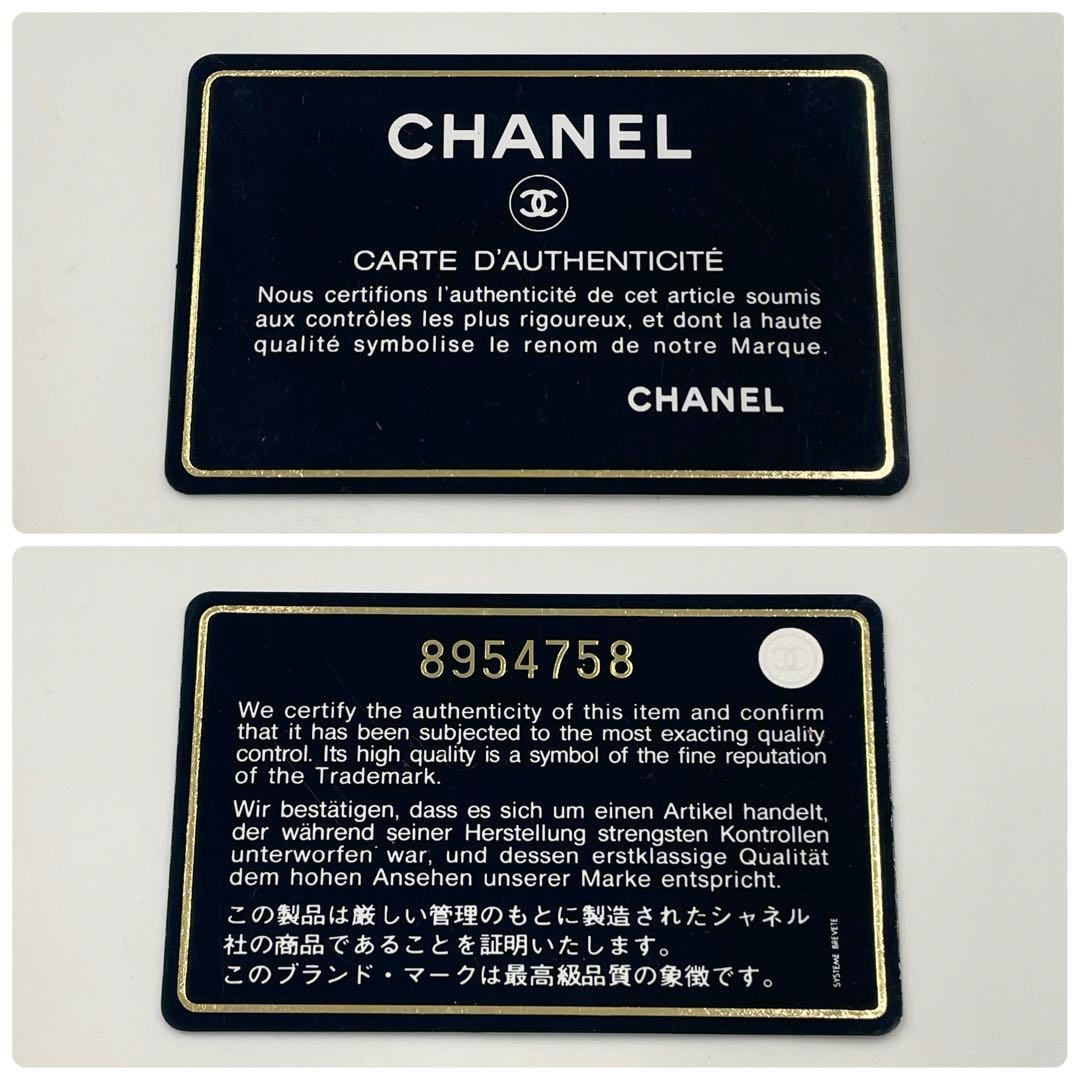 CHANEL
CARTE D'AUTHENTICITÉ
Nous certifions l'authenticité de cet article soumis
aux contrôles les plus rigoureux, et dont la haute
qualité symbolise le renom de notre Marque.
CHANEL
8954758
We certify the authenticity of this item and confirm
that it has been subjected to the most exacting quality
control. Its high quality is a symbol of the fine reputation
of the Trademark.
Wir bestätigen, dass es sich um einen Artikel handelt,
der während seiner Herstellung strengsten Kontrollen
unterworfen war, und dessen erstklassige Qualität
dem hohen Ansehen unserer Marke entspricht.
この製品は厳しい管理のもとに製造されたシャネル
社の商品であることを証明いたします。
このブランド・マークは最高級品質の象徴です。
SYSTEME BREVETE